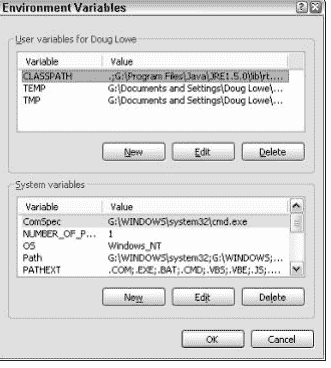 Environment Variables
User variables for Doug Lowe
Variable Value
CLASSPATH .;G:\Program Files\Java\JRE1.5.0\lib\rt....
TEMP G:\Documents and Settings\Doug Lowe\...
TMP G:\Documents and Settings\Doug Lowe\...
New Edit Delete
System variables
Variable Value
ComSpec G:\WINDOWS\system32\cmd.exe
NUMBER_OF_P... 1
OS Windows_NT
Path G:\WINDOWS\system32;G:\WINDOWS;...
PATHEXT .COM;.EXE;.BAT;.CMD;.VBS;.VBE;.JS;....
New Edit Delete
OK Cancel